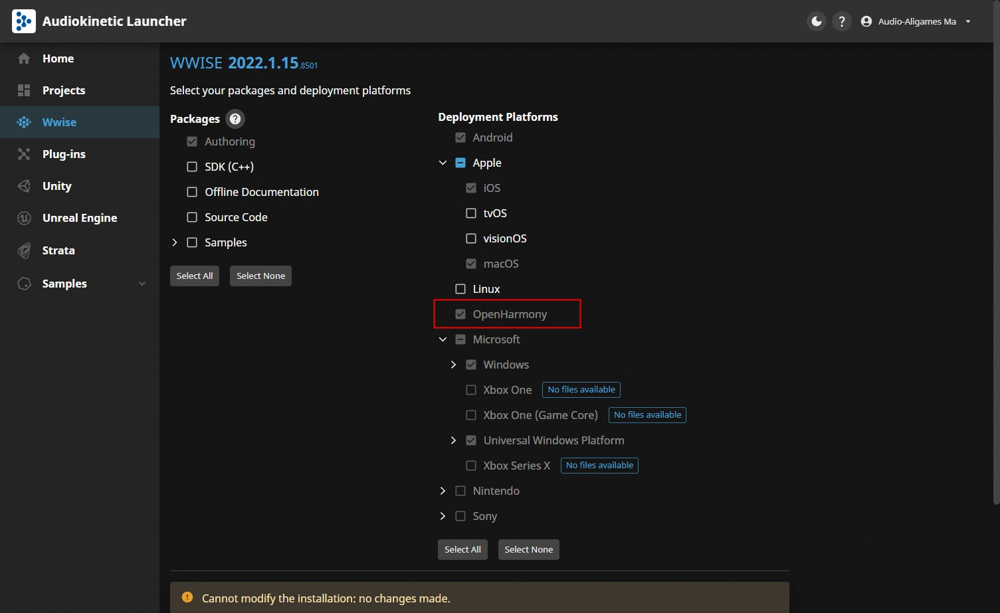 Audiokinetic Launcher
Audio-Aligames Ma
Home
Projects
Wwise
Plug-ins
Unity
Unreal Engine
Strata
Samples
WWISE 2022.1.15.8501
Select your packages and deployment platforms
Packages
Authoring
SDK (C++)
Offline Documentation
Source Code
Samples
Select All
Select None
Deployment Platforms
Android
Apple
iOS
tvOS
visionOS
macOS
Linux
OpenHarmony
Microsoft
Windows
Xbox One No files available
Xbox One (Game Core) No files available
Universal Windows Platform
Xbox Series X No files available
Nintendo
Sony
Select All
Select None
Cannot modify the installation: no changes made.